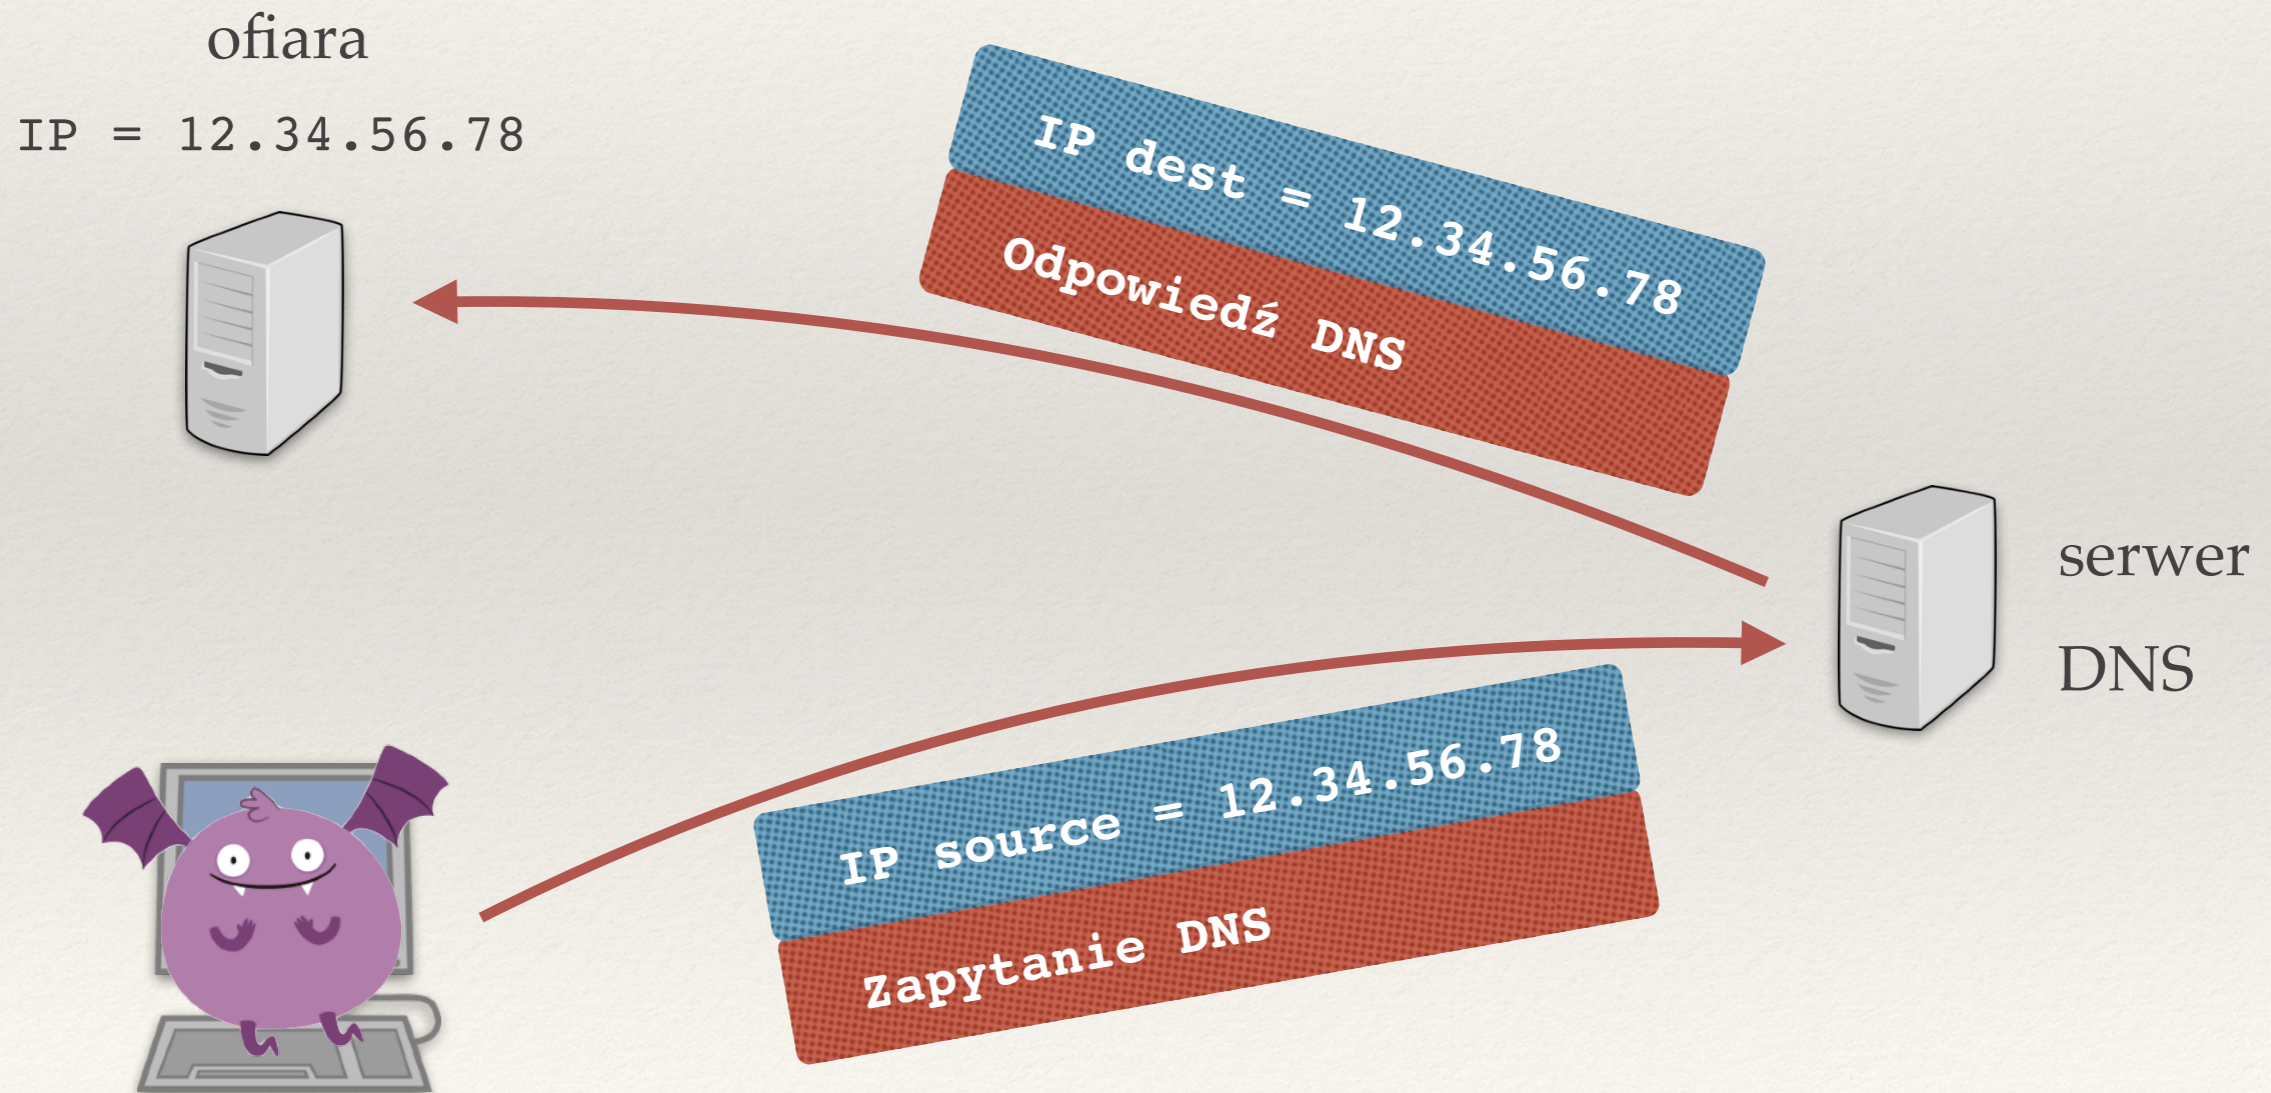 ofiara
IP = 12.34.56.78
IP dest = 12.34.56.78
Odpowiedź DNS
serwer
DNS
IP source = 12.34.56.78
Zapytanie DNS